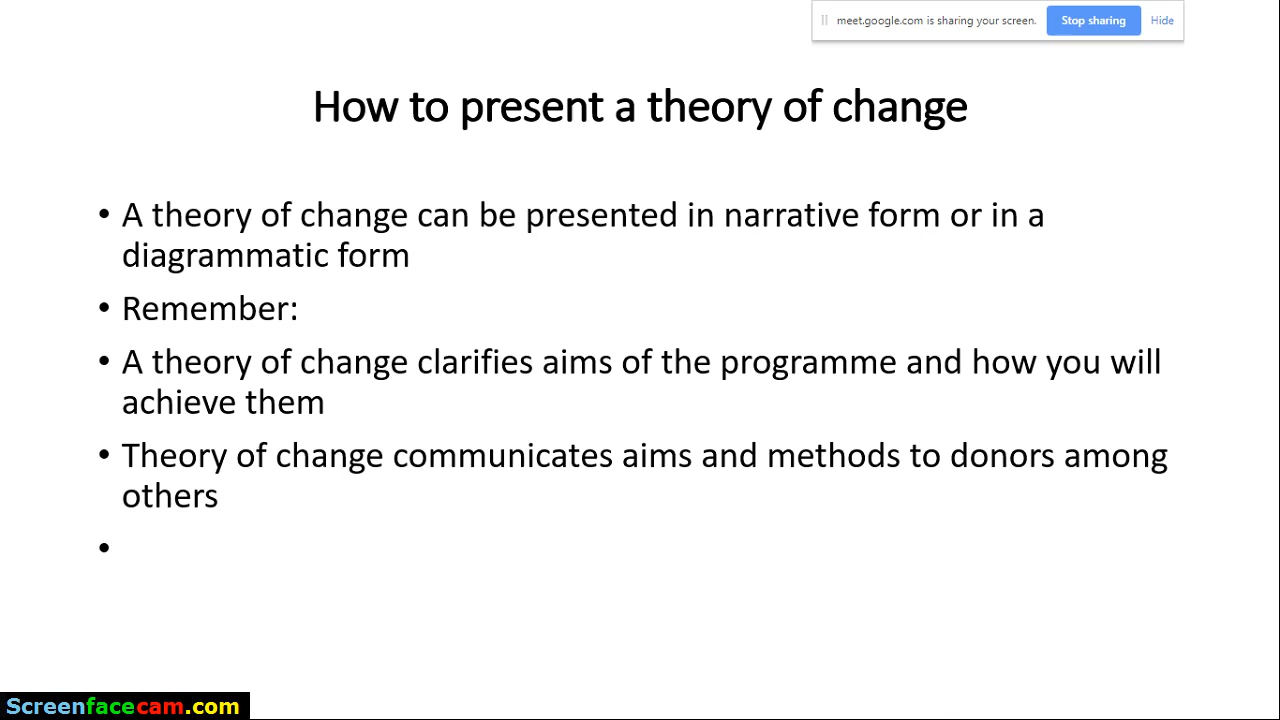 meet.google.com is sharing your screen. Stop sharing Hide
How to present a theory of change
• A theory of change can be presented in narrative form or in a
diagrammatic form
• Remember:
• A theory of change clarifies aims of the programme and how you will
achieve them
• Theory of change communicates aims and methods to donors among
others
•
Screenfacecam.com